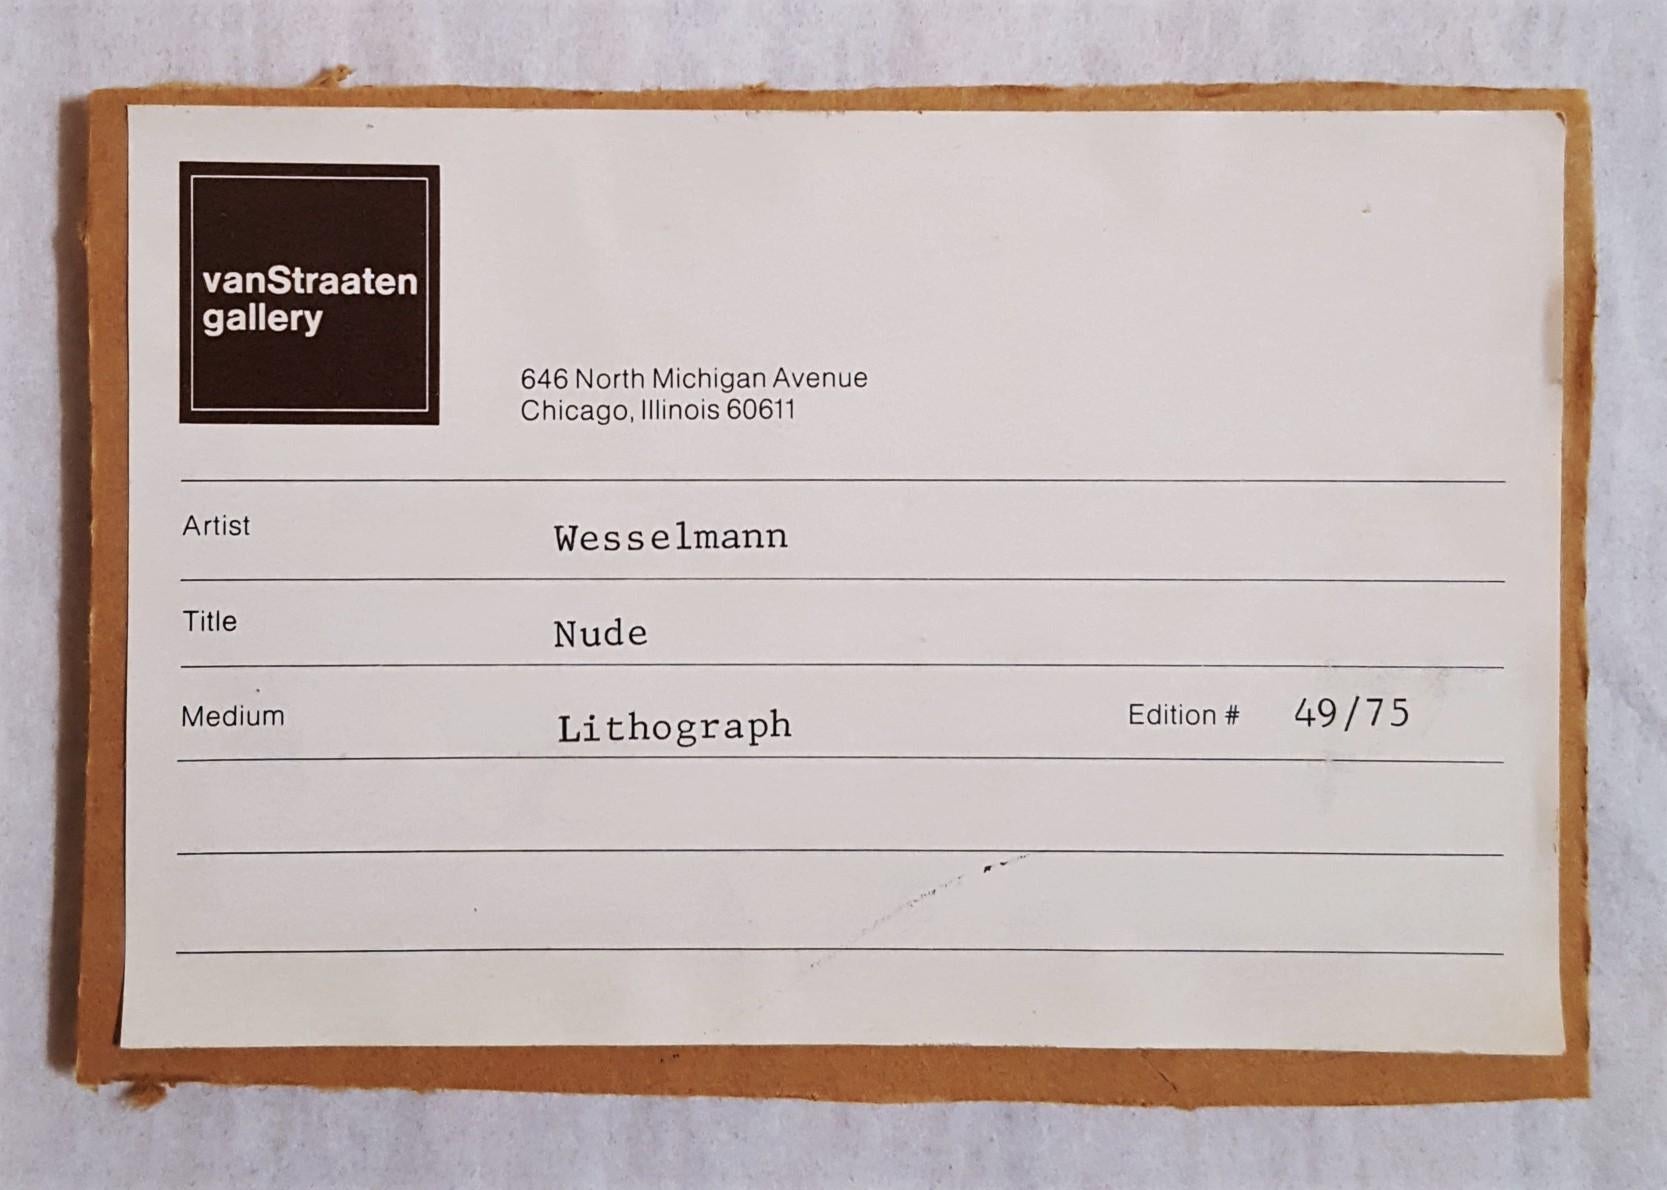 vanStraaten
gallery
646 North Michigan Avenue
Chicago, Illinois 60611
Artist Wesselmann
Title Nude
Medium Lithograph Edition # 49/75